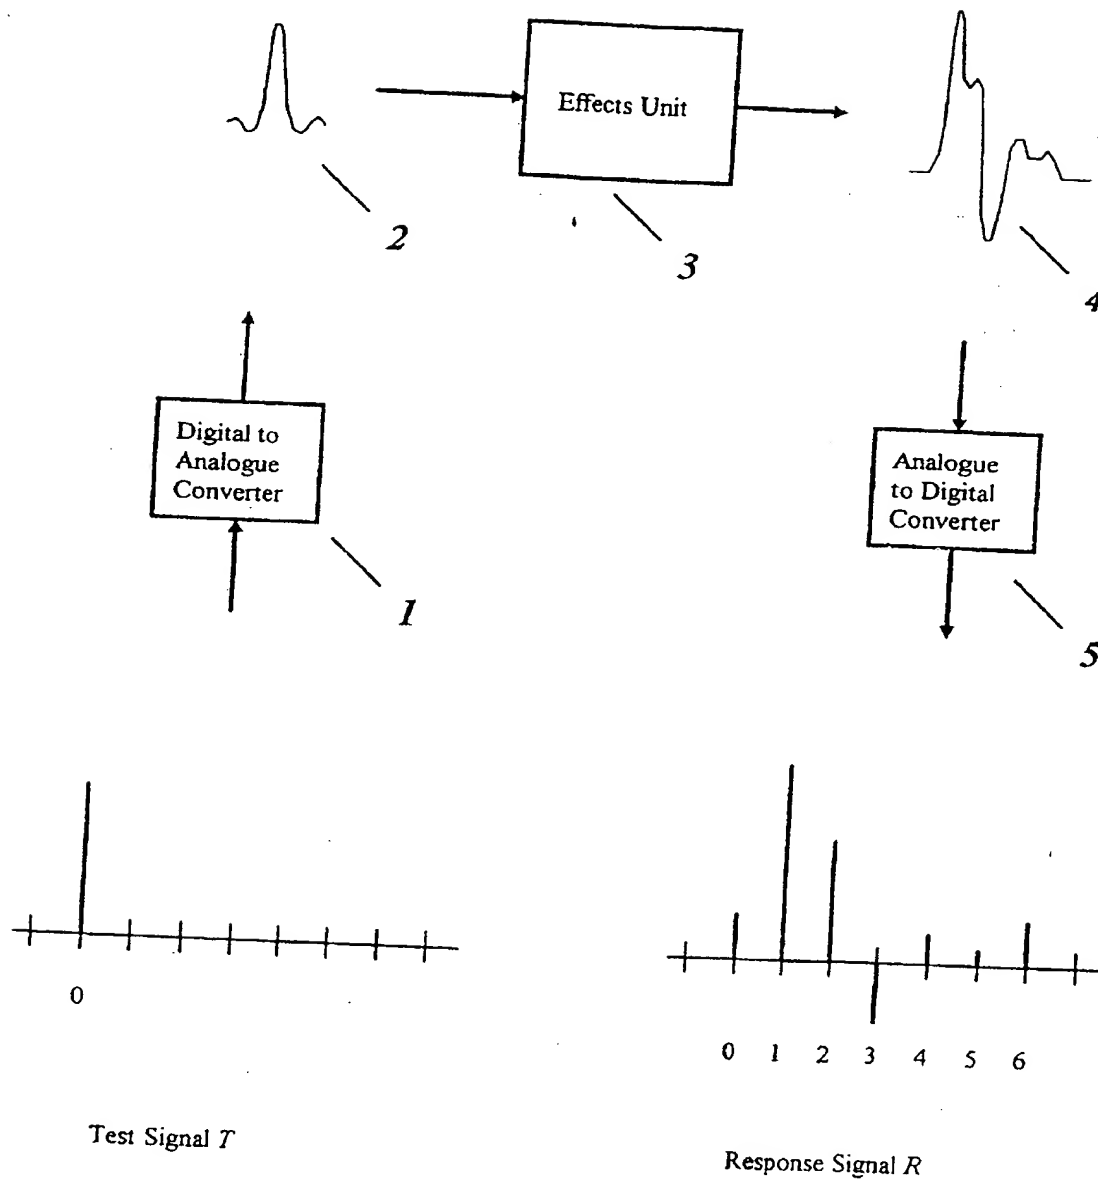 Effects Unit
2
3
4
Digital to
Analogue
Converter
Analogue
to Digital
Converter
1
5
0
0 1 2 3 4 5 6
Test Signal T
Response Signal R